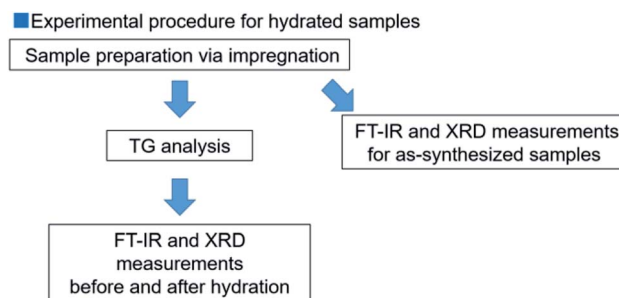 Experimental procedure for hydrated samples
Sample preparation via impregnation
FT-IR and XRD measurements
for as-synthesized samples
TG analysis
FT-IR and XRD
measurements
before and after hydration